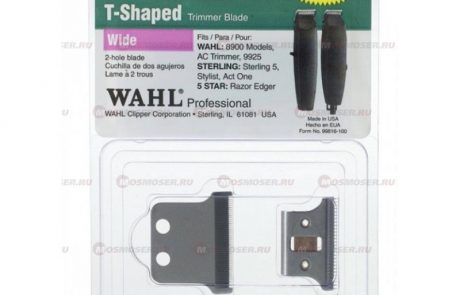 T-Shaped Trimmer Blade
Wide
2-hole blade
Cuchilla de dos agujeros
Lame à 2 trous
Fits / Para / Pour:
WAHL: 8900 Models,
AC Trimmer, 9925
STERLING: Sterling 5,
Stylist, Act One
5 STAR: Razor Edger
WAHL Professional
WAHL Clipper Corporation • Sterling, IL 61081 USA
Made in USA
Hecho en EUA
Form No. 99816-100
MOSMOSER.RU
MOSMOSER.RU
MOSMOSER.RU
MOSMOSER.RU
MOSMOSER.RU
MOSMOSER.RU